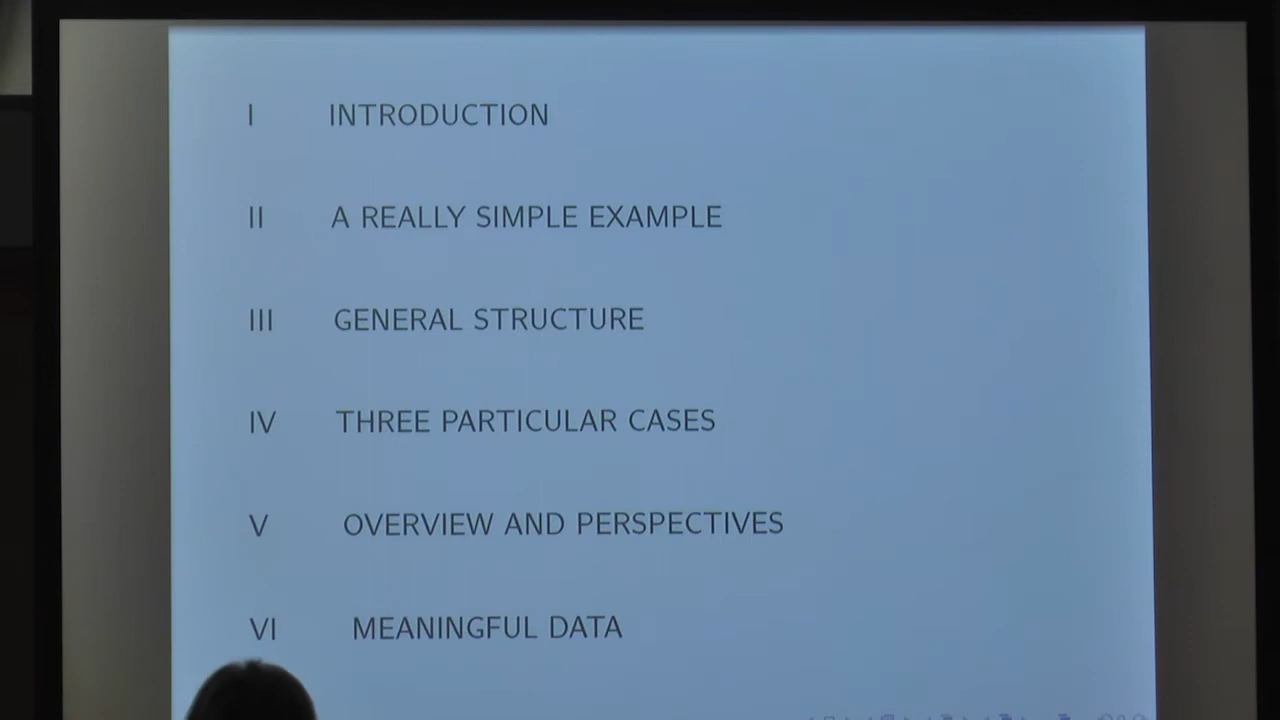 I INTRODUCTION
II A REALLY SIMPLE EXAMPLE
III GENERAL STRUCTURE
IV THREE PARTICULAR CASES
V OVERVIEW AND PERSPECTIVES
VI MEANINGFUL DATA